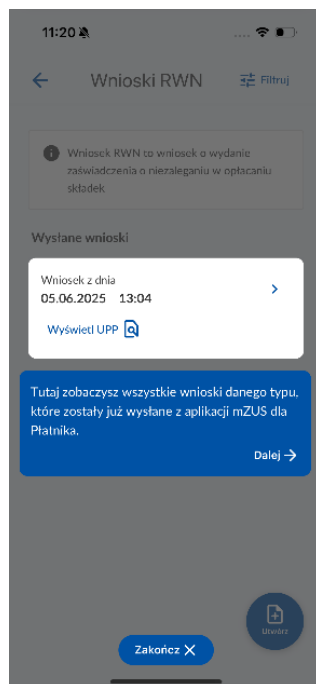 11:20
Wnioski RWN
Filtruj
Wniosek RWN to wniosek o wydanie
zaświadczenia o niezaleganiu w opłacaniu
składek
Wysłane wnioski
Wniosek z dnia
05.06.2025 13:04
Wyświetl UPP
Tutaj zobaczysz wszystkie wnioski danego typu,
które zostały już wysłane z aplikacji mZUS dla
Płatnika.
Dalej
Utwórz
Zakończ